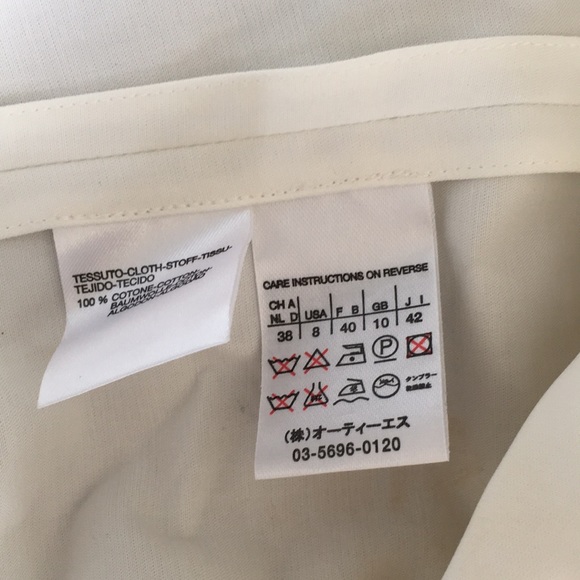 TESSUTO-CLOTH-STOFF-TISSU-
TEJIDO-TECIDO
100 % COTONE-COTTON-
BAUMWOLLE-
CARE INSTRUCTIONS ON REVERSE
CH A
NL D USA F B GB J I
38 8 40 10 42
P
タンブラー
(株)オーティーエス
03-5696-0120